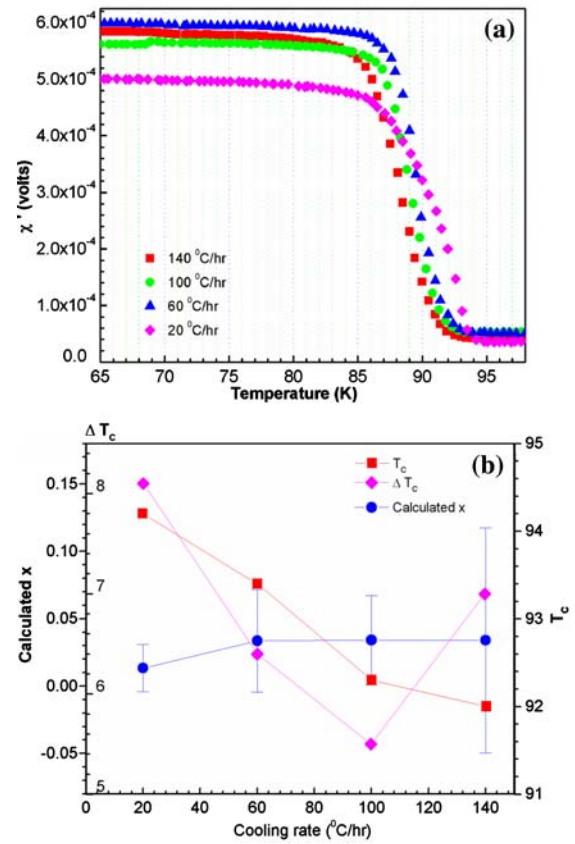 (a)
6.0x10⁻⁴
5.0x10⁻⁴
4.0x10⁻⁴
3.0x10⁻⁴
2.0x10⁻⁴
1.0x10⁻⁴
0.0
χ ' (volts)
140 ⁰C/hr
100 ⁰C/hr
60 ⁰C/hr
20 ⁰C/hr
65 70 75 80 85 90 95
Temperature (K)
Δ T꜀
(b)
T꜀
Δ T꜀
Calculated x
0.15
0.10
0.05
0.00
-0.05
Calculated x
8
7
6
5
95
94
93
92
91
T꜀
0 20 40 60 80 100 120 140
Cooling rate (⁰C/hr)